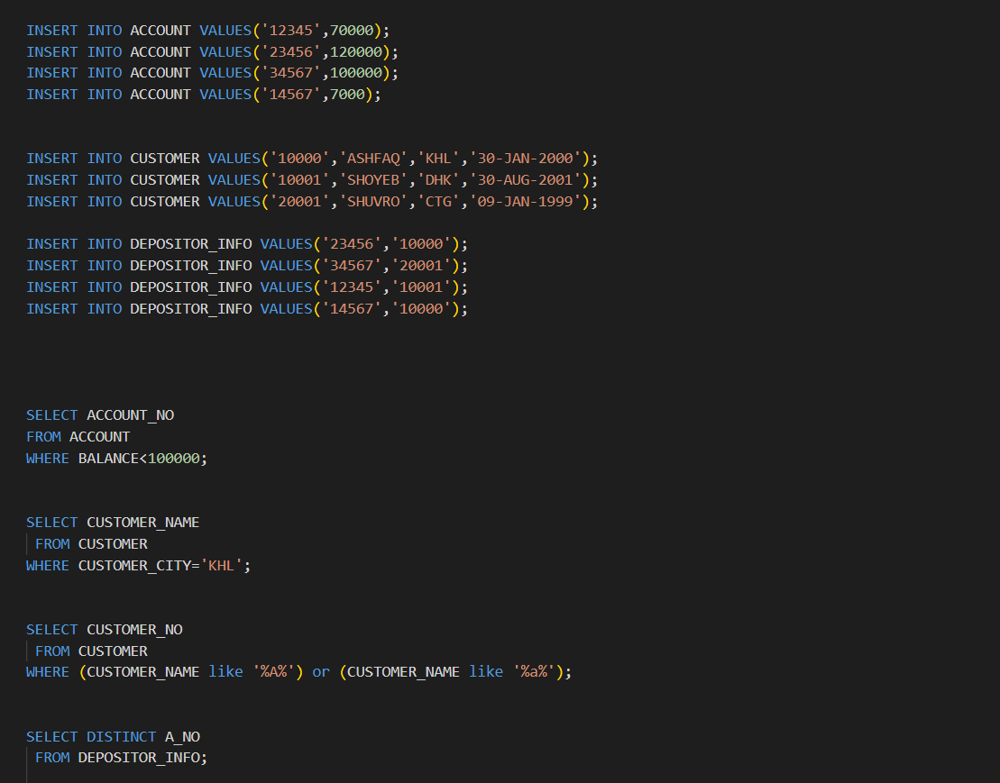 INSERT INTO ACCOUNT VALUES('12345',70000);
INSERT INTO ACCOUNT VALUES('23456',120000);
INSERT INTO ACCOUNT VALUES('34567',100000);
INSERT INTO ACCOUNT VALUES('14567',7000);
INSERT INTO CUSTOMER VALUES('10000','ASHFAQ','KHL','30-JAN-2000');
INSERT INTO CUSTOMER VALUES('10001','SHOYEB','DHK','30-AUG-2001');
INSERT INTO CUSTOMER VALUES('20001','SHUVRO','CTG','09-JAN-1999');
INSERT INTO DEPOSITOR_INFO VALUES('23456','10000');
INSERT INTO DEPOSITOR_INFO VALUES('34567','20001');
INSERT INTO DEPOSITOR_INFO VALUES('12345','10001');
INSERT INTO DEPOSITOR_INFO VALUES('14567','10000');
SELECT ACCOUNT_NO
FROM ACCOUNT
WHERE BALANCE<100000;
SELECT CUSTOMER_NAME
FROM CUSTOMER
WHERE CUSTOMER_CITY='KHL';
SELECT CUSTOMER_NO
FROM CUSTOMER
WHERE (CUSTOMER_NAME like '%A%') or (CUSTOMER_NAME like '%a%');
SELECT DISTINCT A_NO
FROM DEPOSITOR_INFO;